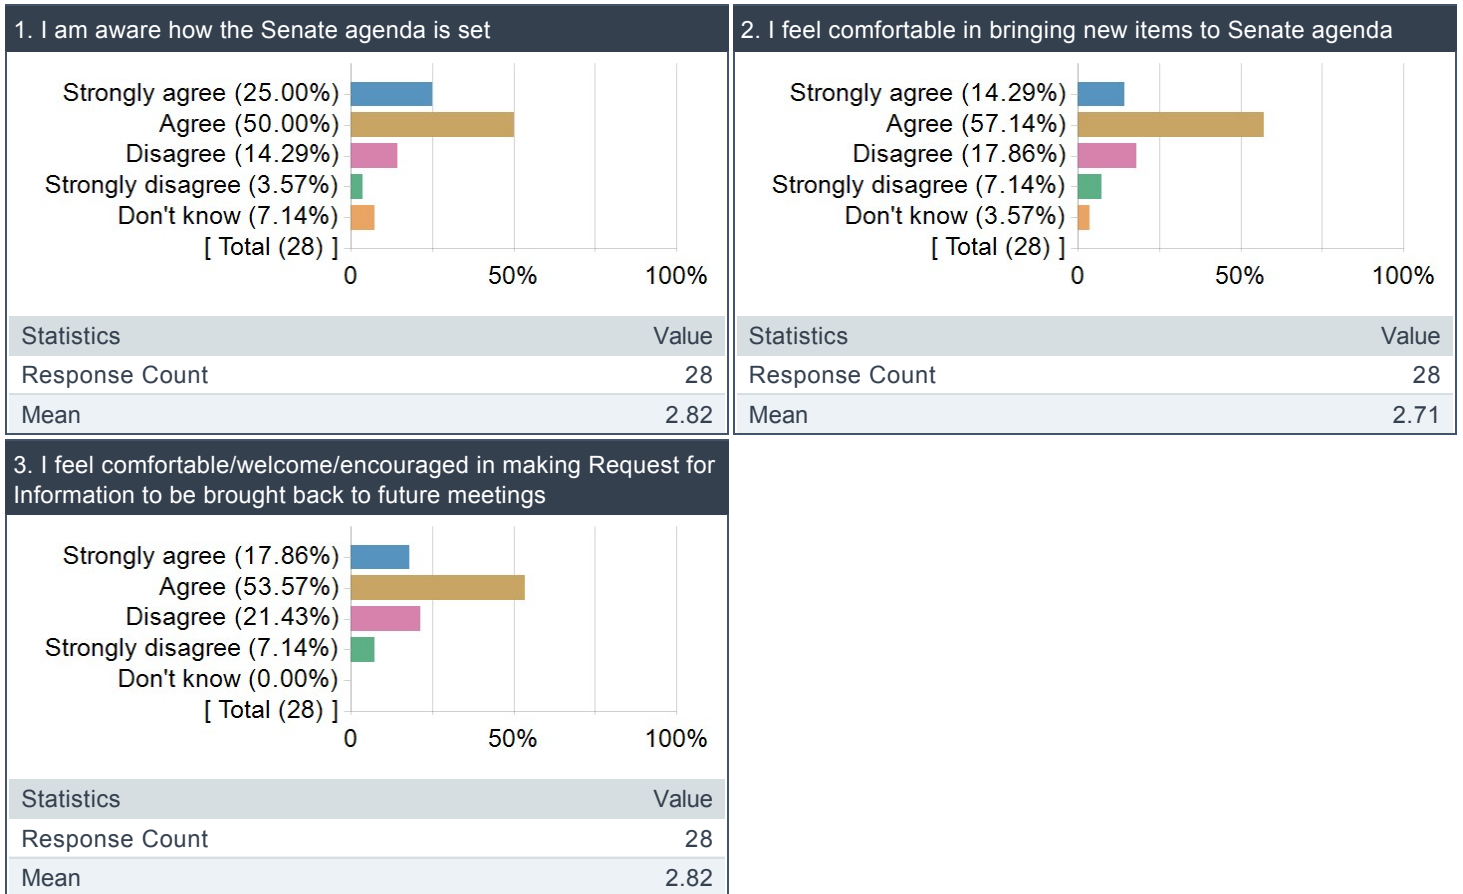 1. I am aware how the Senate agenda is set
Strongly agree (25.00%)
Agree (50.00%)
Disagree (14.29%)
Strongly disagree (3.57%)
Don't know (7.14%)
[ Total (28) ]
0 50% 100%
Statistics Value
Response Count 28
Mean 2.82
2. I feel comfortable in bringing new items to Senate agenda
Strongly agree (14.29%)
Agree (57.14%)
Disagree (17.86%)
Strongly disagree (7.14%)
Don't know (3.57%)
[ Total (28) ]
0 50% 100%
Statistics Value
Response Count 28
Mean 2.71
3. I feel comfortable/welcome/encouraged in making Request for
Information to be brought back to future meetings
Strongly agree (17.86%)
Agree (53.57%)
Disagree (21.43%)
Strongly disagree (7.14%)
Don't know (0.00%)
[ Total (28) ]
0 50% 100%
Statistics Value
Response Count 28
Mean 2.82